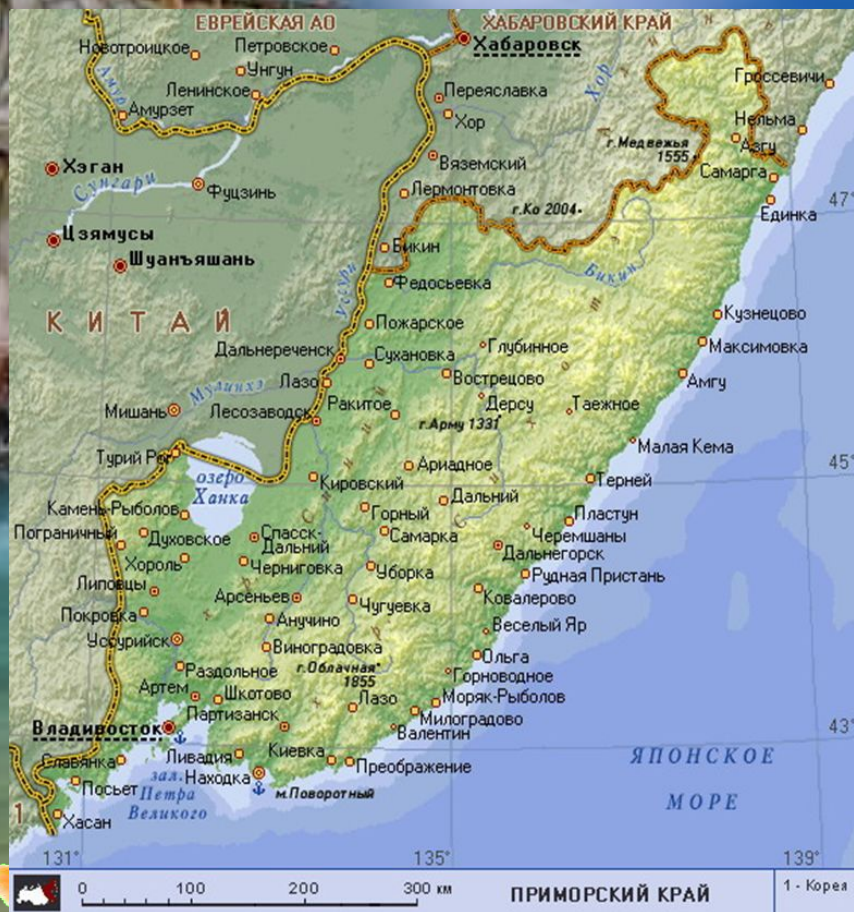 ЕВРЕЙСКАЯ АО
ХАБАРОВСКИЙ КРАЙ
Новотроицкое
Петровское
Хабаровск
Унгун
Амур
Ленинское
Переяславка
Хор
Гроссевичи
Амурзет
Хор
Нельма
г.Медвежья
1555
Азгу
Хэган
Вяземский
Самарга
Сунгари
Фуцзинь
Лермонтовка
47°
г.Ко 2004
Единка
Цзямусы
Бикин
Шуанъяшань
Бикин
Федосьевка
Уссури
КИТАЙ
Пожарское
Кузнецово
Дальнереченск
Глубинное
Максимовка
Сухановка
Лазо
Вострецово
Амгу
Мулинхэ
Мишань
Лесозаводск
Ракитое
Дерсу
Таежное
г.Арму 1331
Малая Кема
Турий Рог
45°
озеро
Ханка
Ариадное
Кировский
Терней
Камень-Рыболов
Дальний
Горный
Пластун
Пограничный
Духовское
Спасск-
Дальний
Самарка
Черемшаны
Дальнегорск
Хороль
Черниговка
Уборка
Рудная Пристань
Липовцы
Арсеньев
Чугуевка
Ковалерово
Покровка
Анучино
Веселый Яр
Уссурийск
Виноградовка
Ольга
Раздольное
г.Облачная
1855
Горноводное
Артем
Шкотово
Лазо
Моряк-Рыболов
Партизанск
Милоградово
Владивосток
Валентин
43°
Славянка
Ливадия
Киевка
Преображение
ЯПОНСКОЕ
МОРЕ
Посьет
зал.
Петра
Великого
Находка
м.Поворотный
1
Хасан
131°
135°
139°
0 100 200 300 км
ПРИМОРСКИЙ КРАЙ
1 - Корея